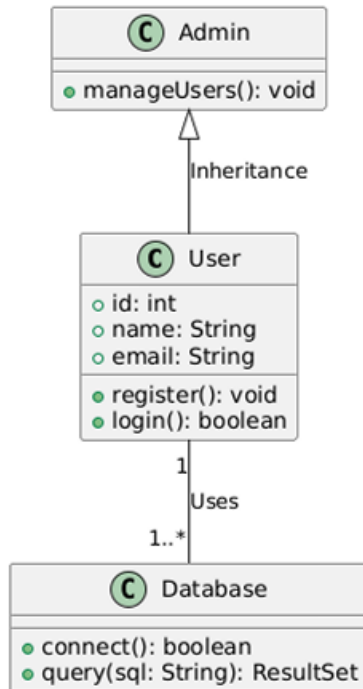 C Admin
manageUsers(): void
Inheritance
C User
id: int
name: String
email: String
register(): void
login(): boolean
1
Uses
1..*
C Database
connect(): boolean
query(sql: String): ResultSet